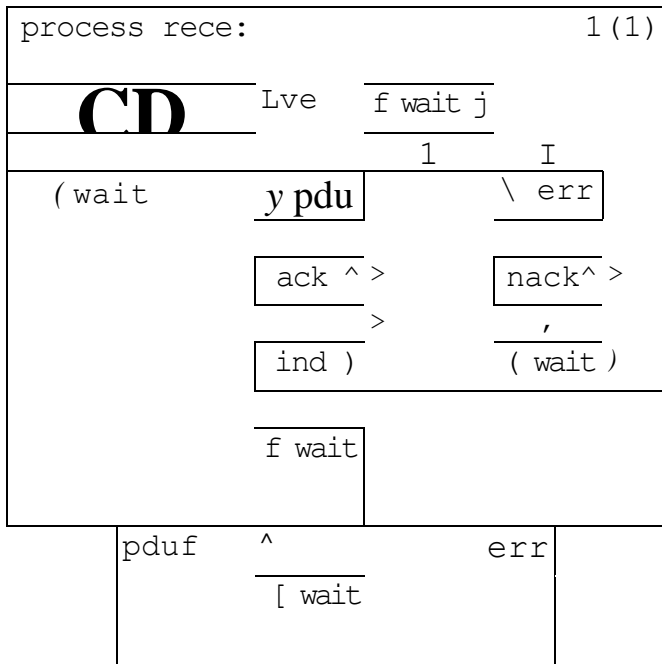 process rece: 1(1)
CD Lve f wait j
1 I
(wait y pdu \ err
ack ^ > nack^ >
> ,
ind ) ( wait )
f wait
pduf ^ err
[ wait